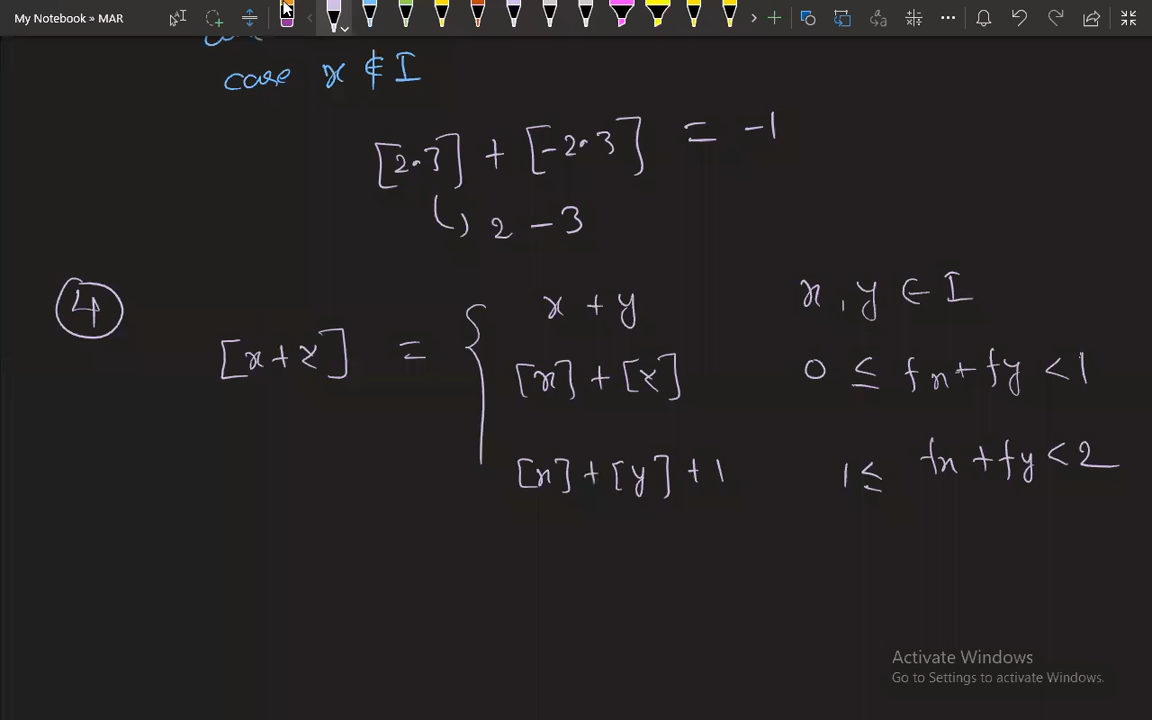 My Notebook » MAR
case x ∉ I
[2.3] + [-2.3] = -1
↳ 2 - 3
④
x + y x, y ∈ I
[x+y] = { [x] + [y] 0 ≤ fx + fy < 1
[x] + [y] + 1 1 ≤ fx + fy < 2
Activate Windows
Go to Settings to activate Windows.